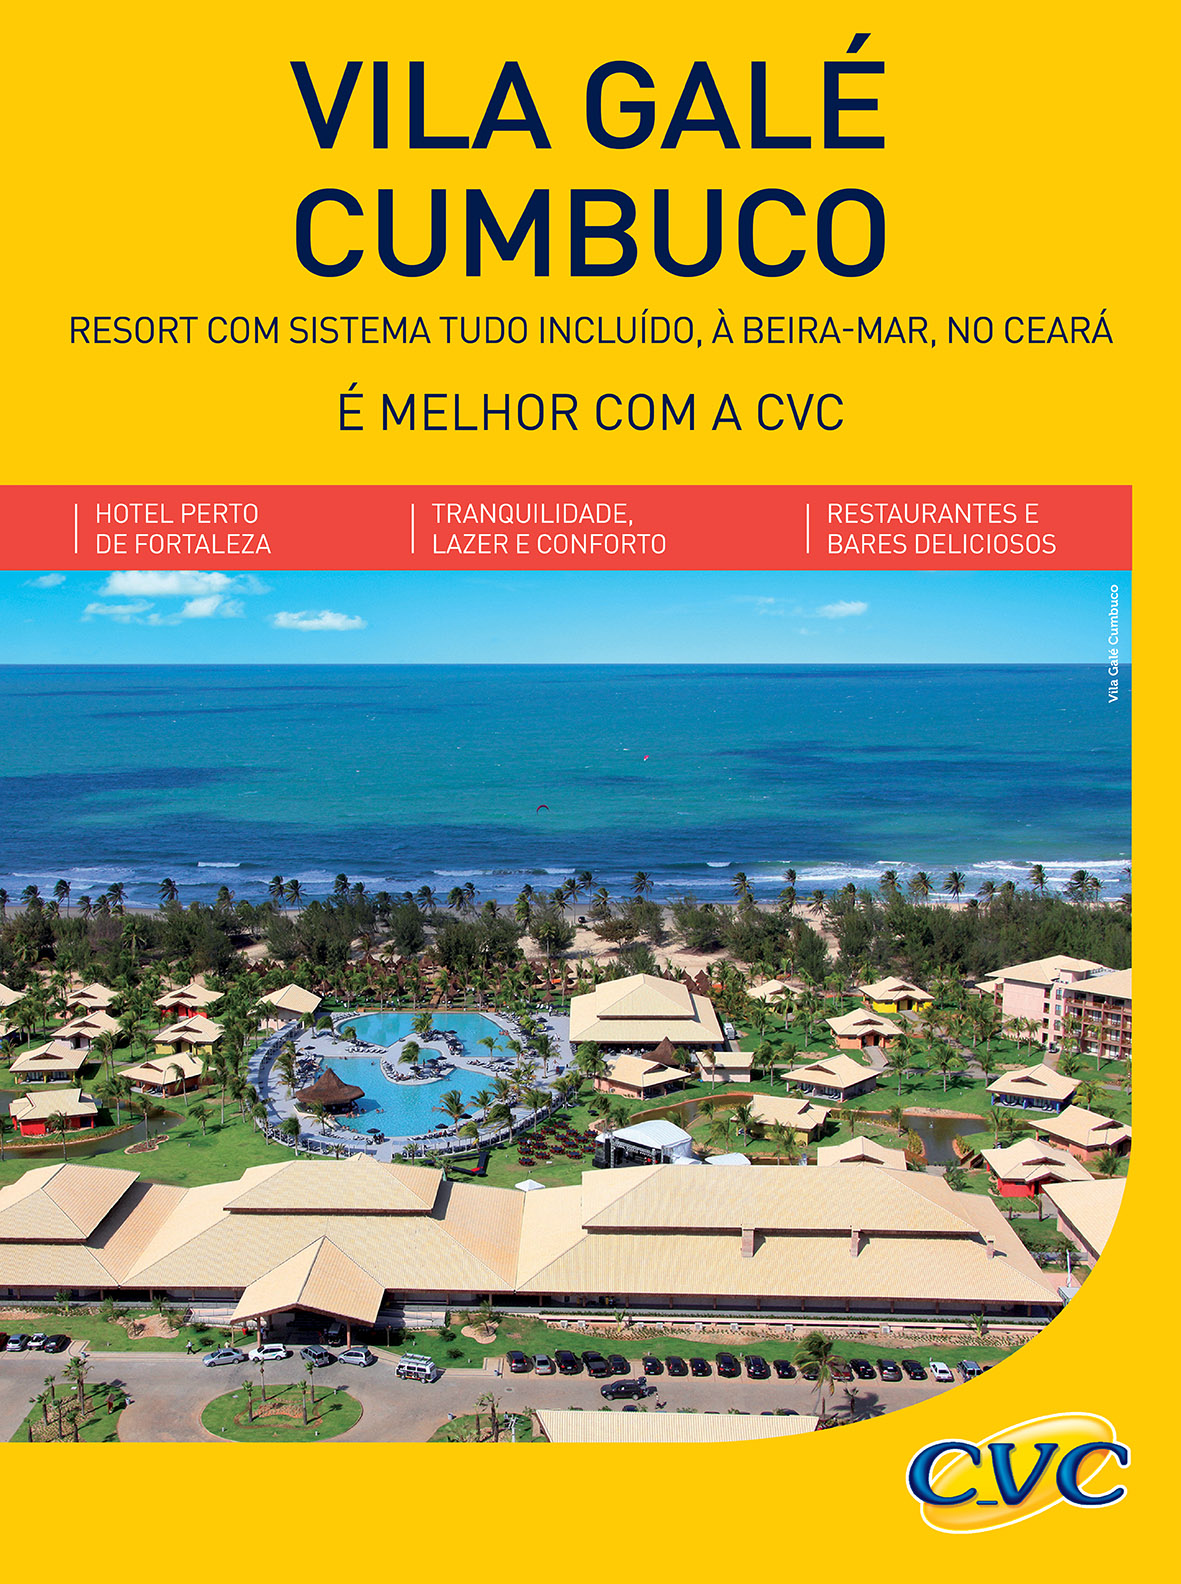 VILA GALÉ
CUMBUCO
RESORT COM SISTEMA TUDO INCLUÍDO, À BEIRA-MAR, NO CEARÁ
É MELHOR COM A CVC
HOTEL PERTO
DE FORTALEZA
TRANQUILIDADE,
LAZER E CONFORTO
RESTAURANTES E
BARES DELICIOSOS
Vila Galé Cumbuco
CVC